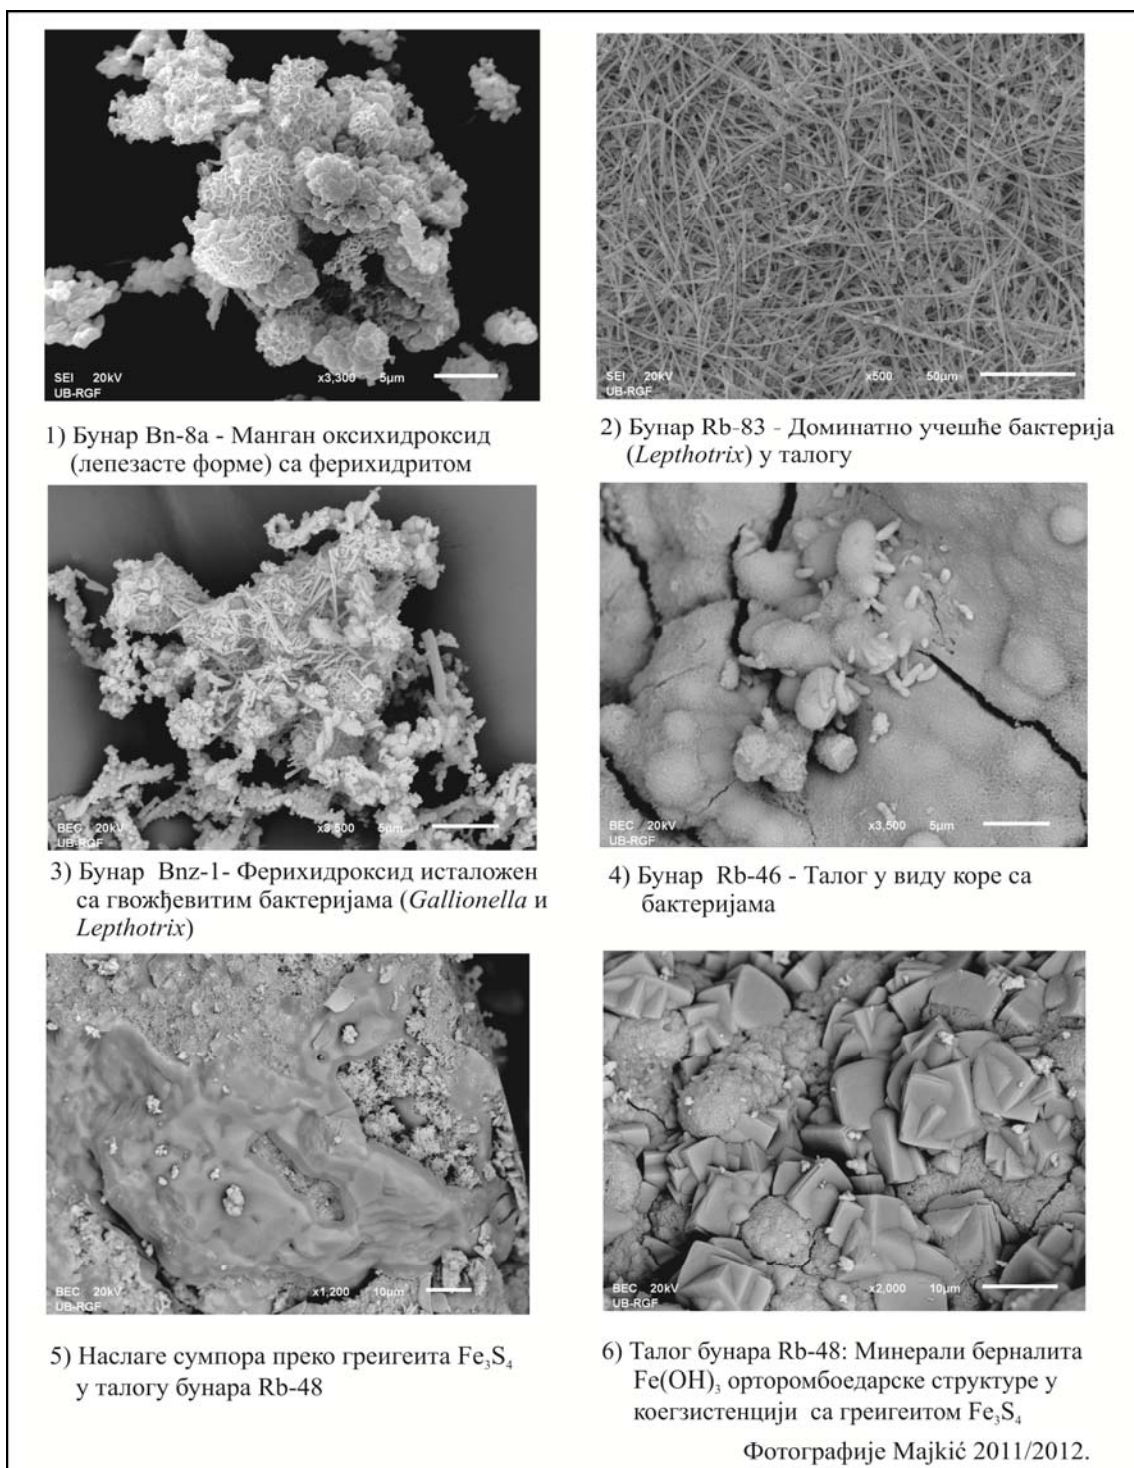 SEI 20kV x3,300 5µm
UB-RGF
1) Бунар Bn-8a - Манган оксихидроксид
(лепезасте форме) са ферихидритом
SEI 20kV x500 50µm
UB-RGF
2) Бунар Rb-83 - Доминатно учешће бактерија
(Lepthotrix) у талогу
BEC 20kV x3,500 5µm
UB-RGF
3) Бунар Bnz-1- Ферихидроксид исталожен
са гвожђевитим бактеријама (Gallionella и
Lepthotrix)
BEC 20kV x3,500 5µm
UB-RGF
4) Бунар Rb-46 - Талог у виду коре са
бактеријама
BEC 20kV x1,200 10µm
UB-RGF
5) Наслаге сумпора преко греигеита Fe₃S₄
у талогу бунара Rb-48
BEC 20kV x2,000 10µm
UB-RGF
6) Талог бунара Rb-48: Минерали берналита
Fe(OH)₃ орторомбоедарске структуре у
коегзистенцији са греигеитом Fe₃S₄
Фотографије Мајкић 2011/2012.